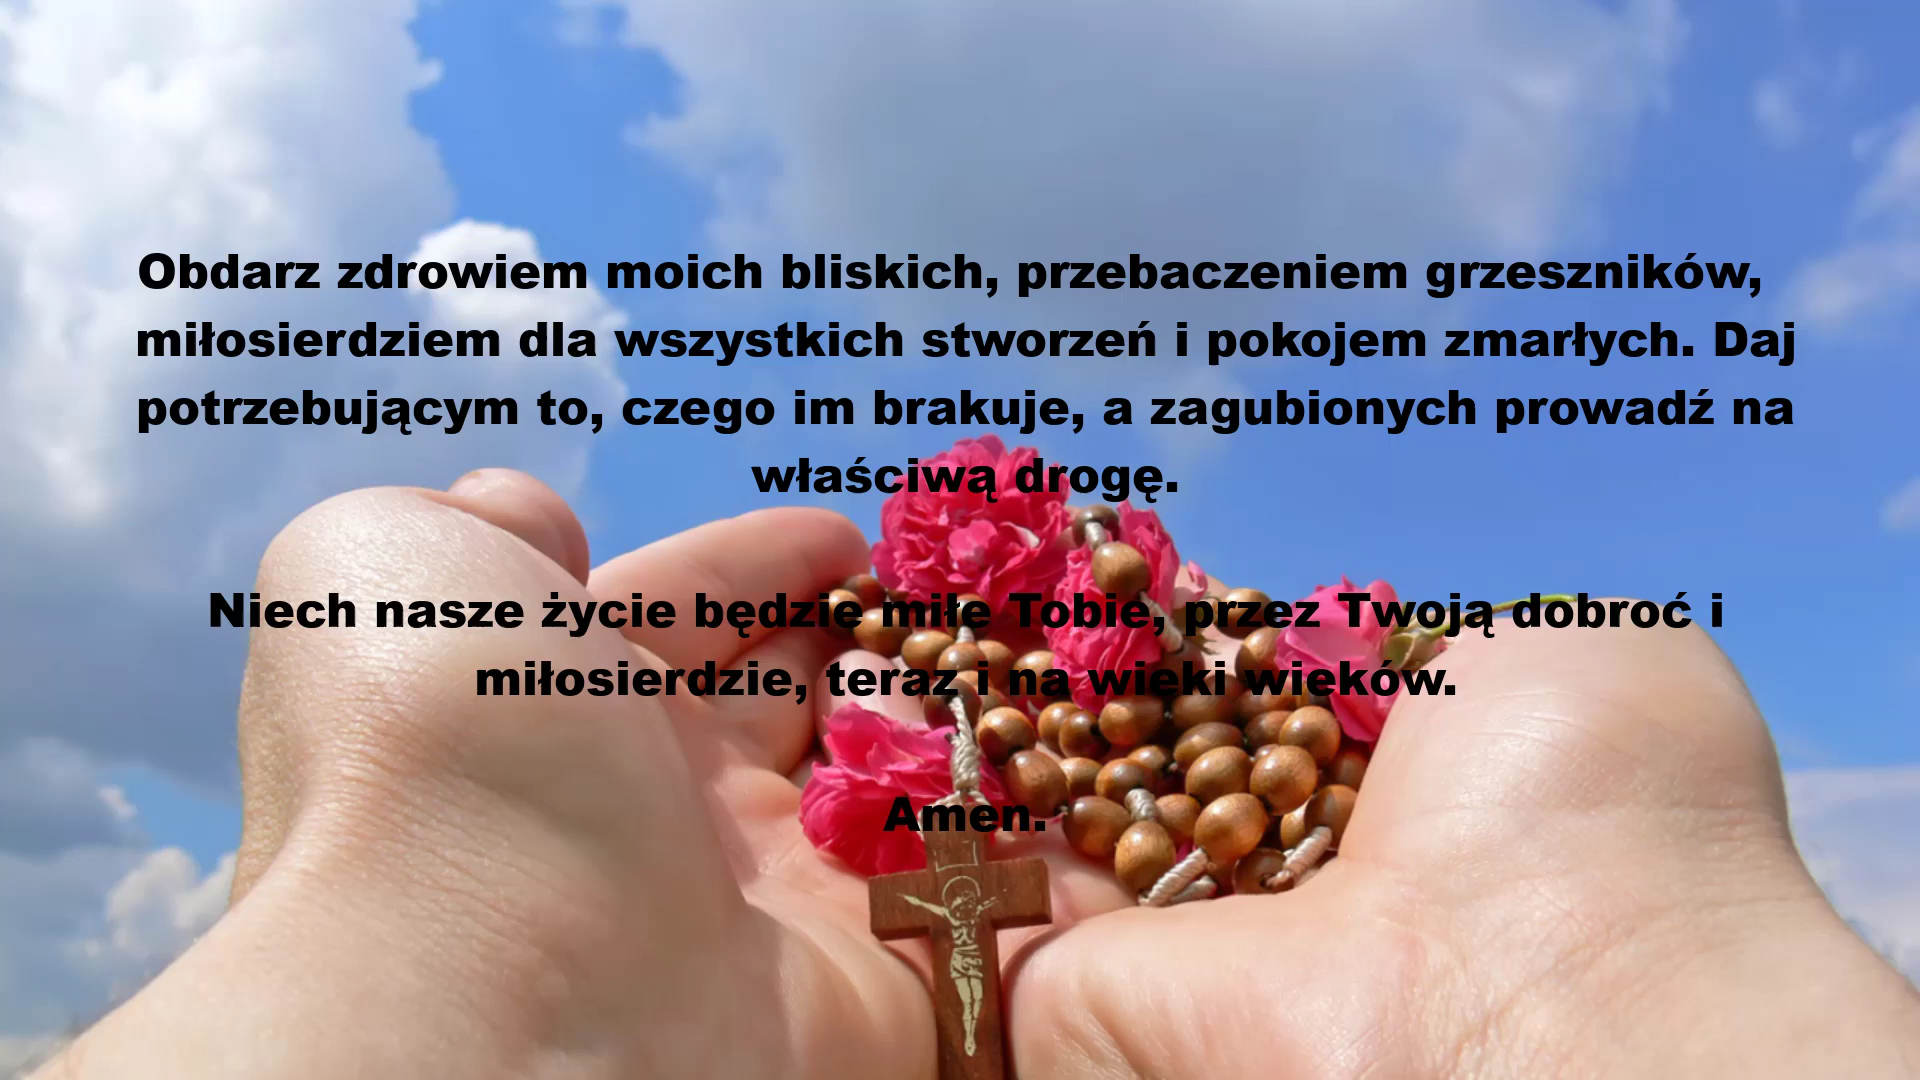 Obdarz zdrowiem moich bliskich, przebaczeniem grzeszników,
miłosierdziem dla wszystkich stworzeń i pokojem zmarłych. Daj
potrzebującym to, czego im brakuje, a zagubionych prowadź na
właściwą drogę.
Niech nasze życie będzie miłe Tobie, przez Twoją dobroć i
miłosierdzie, teraz i na wieki wieków.
Amen.